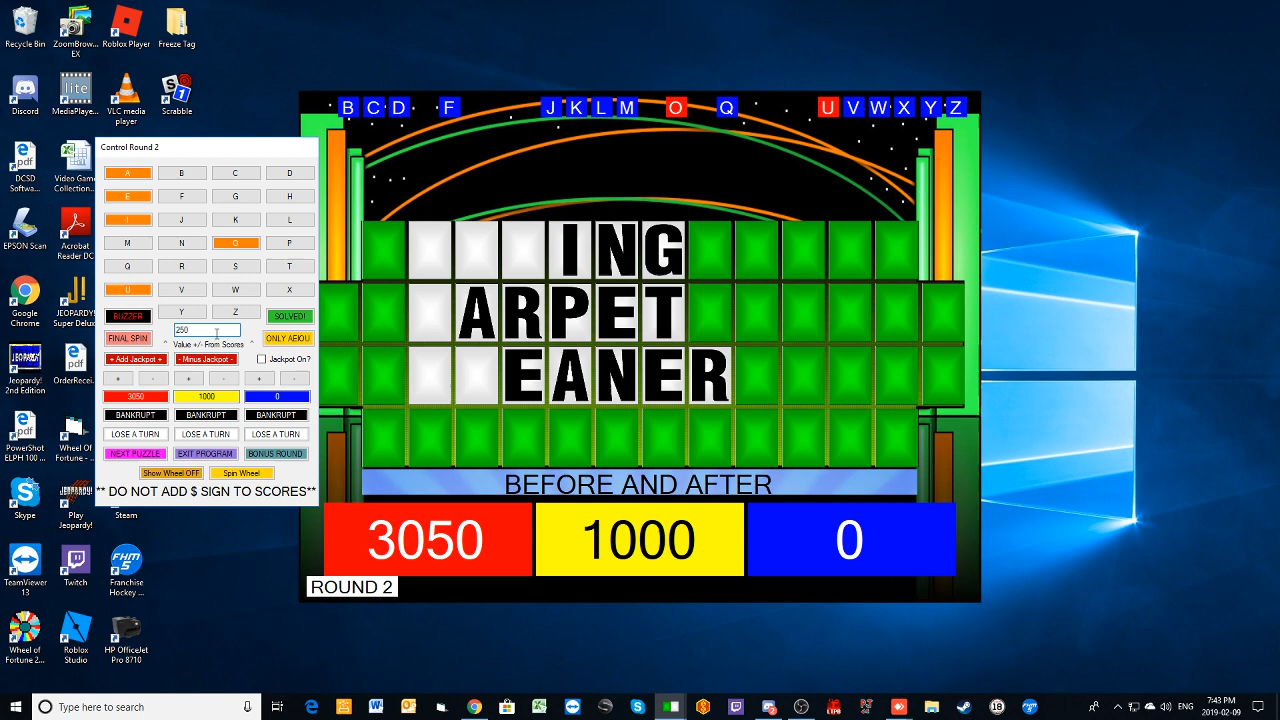 Recycle Bin
ZoomBrow... EX
Roblox Player
Freeze Tag
Discord
MediaPlaye...
VLC media player
Scrabble
DCSD Softwa...
Video Game Collection...
EPSON Scan
Acrobat Reader DC
Google Chrome
JEOPARDY! Super Delux
Jeopardy! 2nd Edition
OrderRecei...
PowerShot ELPH 100 ...
Wheel Of Fortune - ...
Skype
Play Jeopardy!
Steam
TeamViewer 13
Twitch
Franchise Hockey ...
Wheel of Fortune 2...
Roblox Studio
HP OfficeJet Pro 8710
Control Round 2
A B C D
E F G H
I J K L
M N O P
Q R S T
U V W X
BUZZER Y Z SOLVED!
250
FINAL SPIN ONLY AEIOU
^ Value +/- From Scores ^
+ Add Jackpot + - Minus Jackpot - Jackpot On?
+ - + - + -
3050 1000 0
BANKRUPT BANKRUPT BANKRUPT
LOSE A TURN LOSE A TURN LOSE A TURN
NEXT PUZZLE EXIT PROGRAM BONUS ROUND
Show Wheel OFF Spin Wheel
** DO NOT ADD $ SIGN TO SCORES**
B C D F J K L M O Q U V W X Y Z
ING
ARPET
EANER
BEFORE AND AFTER
3050 1000 0
ROUND 2
Type here to search
ENG
7:43 PM
2019-02-09